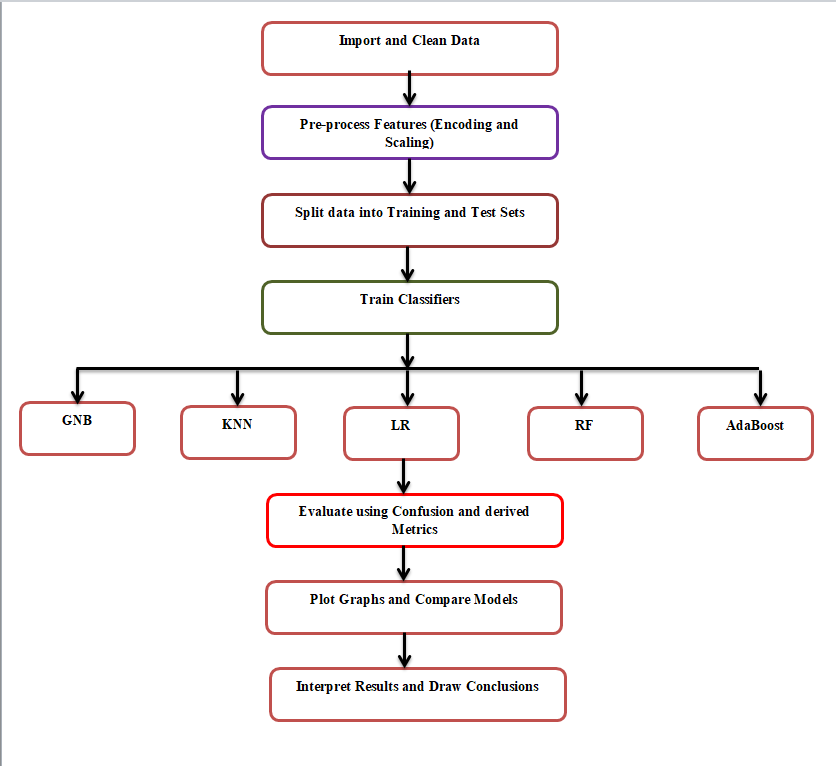 Import and Clean Data
Pre-process Features (Encoding and
Scaling)
Split data into Training and Test Sets
Train Classifiers
GNB
KNN
LR
RF
AdaBoost
Evaluate using Confusion and derived
Metrics
Plot Graphs and Compare Models
Interpret Results and Draw Conclusions